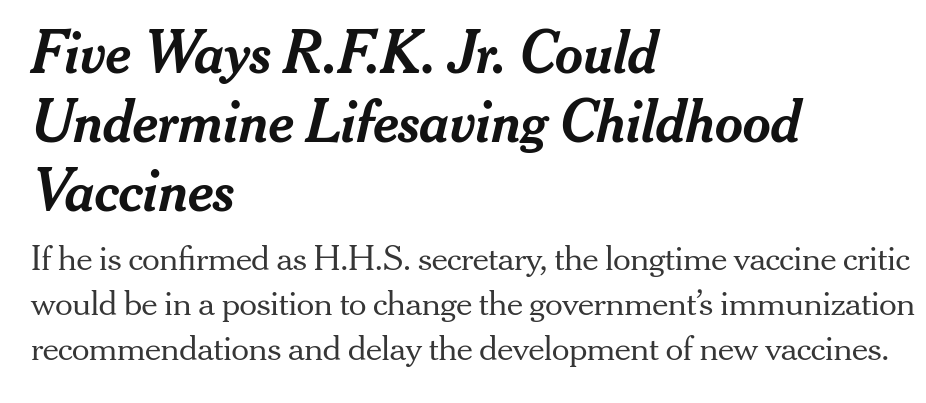 Five Ways R.F.K. Jr. Could
Undermine Lifesaving Childhood
Vaccines
If he is confirmed as H.H.S. secretary, the longtime vaccine critic
would be in a position to change the government’s immunization
recommendations and delay the development of new vaccines.